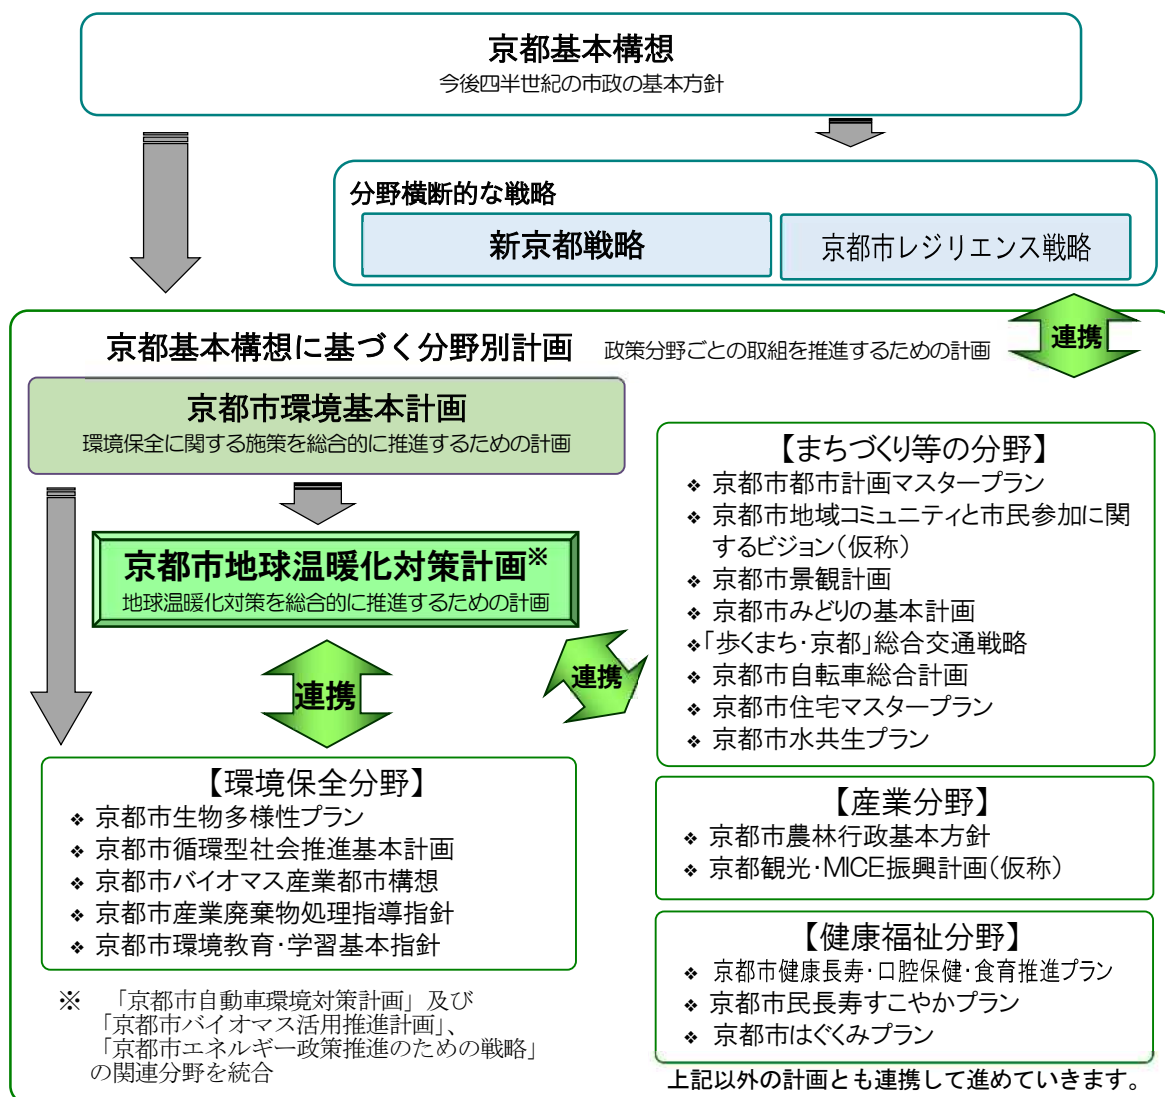 京都基本構想
今後四半世紀の市政の基本方針
分野横断的な戦略
新京都戦略
京都市レジリエンス戦略
連携
京都基本構想に基づく分野別計画
政策分野ごとの取組を推進するための計画
京都市環境基本計画
環境保全に関する施策を総合的に推進するための計画
京都市地球温暖化対策計画※
地球温暖化対策を総合的に推進するための計画
連携
連携
【環境保全分野】
❖ 京都市生物多様性プラン
❖ 京都市循環型社会推進基本計画
❖ 京都市バイオマス産業都市構想
❖ 京都市産業廃棄物処理指導指針
❖ 京都市環境教育・学習基本指針
※ 「京都市自動車環境対策計画」及び
「京都市バイオマス活用推進計画」、
「京都市エネルギー政策推進のための戦略」
の関連分野を統合
【まちづくり等の分野】
❖ 京都市都市計画マスタープラン
❖ 京都市地域コミュニティと市民参加に関
するビジョン(仮称)
❖ 京都市景観計画
❖ 京都市みどりの基本計画
❖「歩くまち・京都」総合交通戦略
❖ 京都市自転車総合計画
❖ 京都市住宅マスタープラン
❖ 京都市水共生プラン
【産業分野】
❖ 京都市農林行政基本方針
❖ 京都観光・MICE振興計画(仮称)
【健康福祉分野】
❖ 京都市健康長寿・口腔保健・食育推進プラン
❖ 京都市民長寿すこやかプラン
❖ 京都市はぐくみプラン
上記以外の計画とも連携して進めていきます。